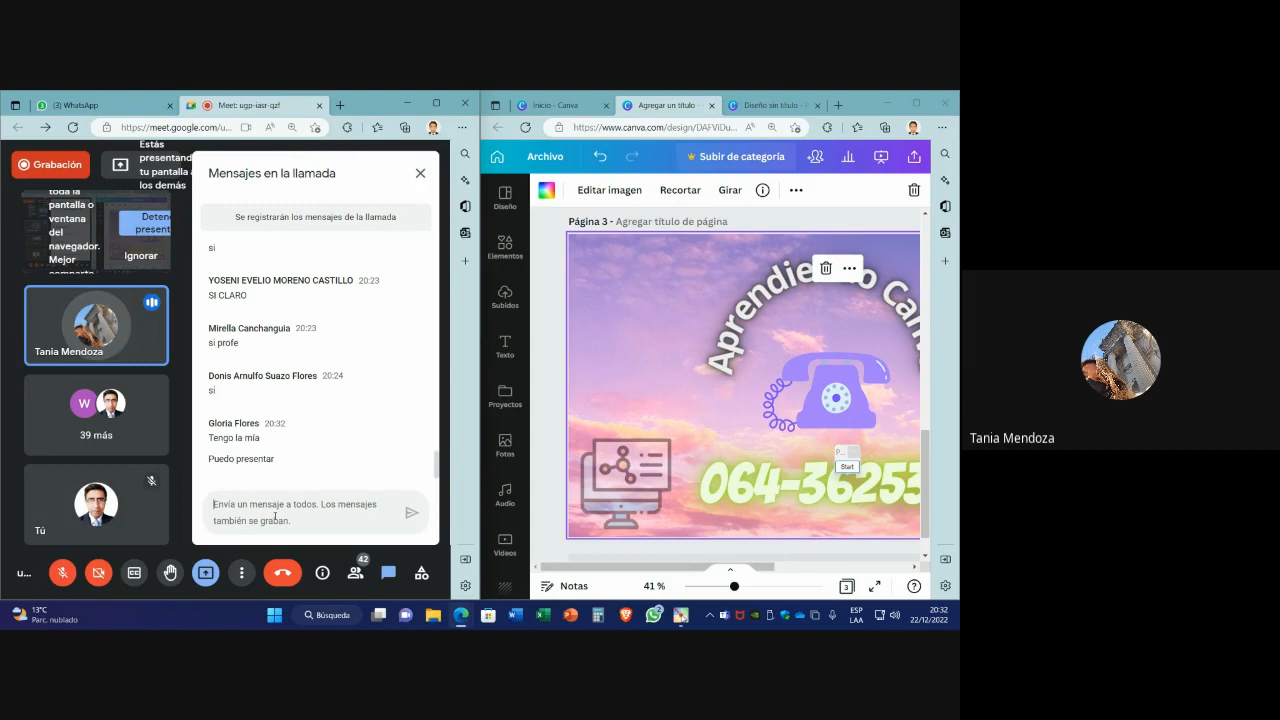 (3) WhatsApp
Meet: ugp-iasr-qzf
https://meet.google.com/u...
Grabación
Estás
presentando
tu pantalla a
los demás
toda la
pantalla o
ventana
del
navegador.
Mejor
Deten
present
Ignorar
Tania Mendoza
W
39 más
Tú
Mensajes en la llamada
Se registrarán los mensajes de la llamada
si
YOSENI EVELIO MORENO CASTILLO 20:23
SI CLARO
Mirella Canchanguia 20:23
si profe
Donis Arnulfo Suazo Flores 20:24
si
Gloria Flores 20:32
Tengo la mía
Puedo presentar
Envía un mensaje a todos. Los mensajes
también se graban.
u...
42
Inicio - Canva
Agregar un título
Diseño sin título -
https://www.canva.com/design/DAFViDu...
Archivo
Subir de categoría
Editar imagen
Recortar
Girar
Diseño
Elementos
Subidos
Texto
Proyectos
Fotos
Audio
Videos
Página 3 - Agregar título de página
Start
064-36253
Notas
41 %
3
13°C
Parc. nublado
Búsqueda
ESP
LAA
20:32
22/12/2022
Tania Mendoza